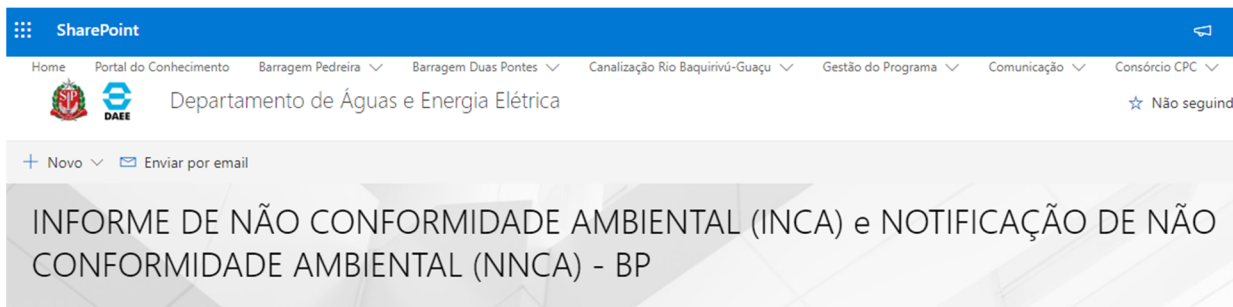 SharePoint
Home Portal do Conhecimento Barragem Pedreira Barragem Duas Pontes Canalização Rio Baquirivú-Guaçu Gestão do Programa Comunicação Consórcio CPC
DAEE Departamento de Águas e Energia Elétrica Não seguind
Novo Enviar por email
INFORME DE NÃO CONFORMIDADE AMBIENTAL (INCA) e NOTIFICAÇÃO DE NÃO
CONFORMIDADE AMBIENTAL (NNCA) - BP